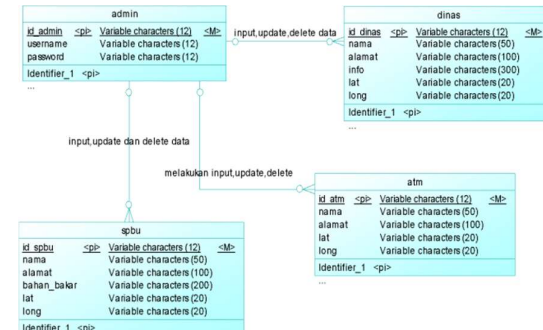 admin
id_admin <pi> Variable characters (12) <M>
username Variable characters (12)
password Variable characters (12)
Identifier_1 <pi>
...
input,update,delete data
dinas
id_dinas <pi> Variable characters (12) <M>
nama Variable characters (50)
alamat Variable characters (100)
info Variable characters (300)
lat Variable characters (20)
long Variable characters (20)
Identifier_1 <pi>
...
input,update dan delete data
melakukan input,update,delete
atm
id_atm <pi> Variable characters (12) <M>
nama Variable characters (50)
alamat Variable characters (100)
lat Variable characters (20)
long Variable characters (20)
Identifier_1 <pi>
...
spbu
id_spbu <pi> Variable characters (12) <M>
nama Variable characters (50)
alamat Variable characters (100)
bahan_bakar Variable characters (200)
lat Variable characters (20)
long Variable characters (20)
Identifier_1 <pi>